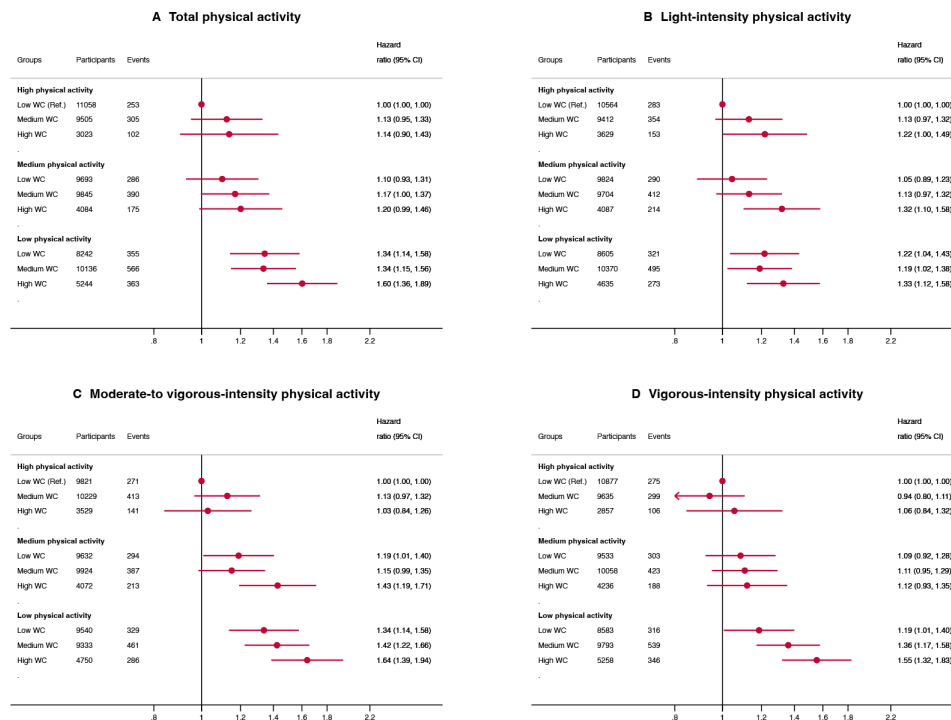 A Total physical activity
Hazard
Groups Participants Events ratio (95% CI)
High physical activity
Low WC (Ref.) 11058 253 1.00 (1.00, 1.00)
Medium WC 9505 305 1.13 (0.95, 1.33)
High WC 3023 102 1.14 (0.90, 1.43)
.
Medium physical activity
Low WC 9693 286 1.10 (0.93, 1.31)
Medium WC 9845 390 1.17 (1.00, 1.37)
High WC 4084 175 1.20 (0.99, 1.46)
.
Low physical activity
Low WC 8242 355 1.34 (1.14, 1.58)
Medium WC 10136 566 1.34 (1.15, 1.56)
High WC 5244 363 1.60 (1.36, 1.89)
.
.8 1 1.2 1.4 1.6 1.8 2.2
B Light-intensity physical activity
Hazard
Groups Participants Events ratio (95% CI)
High physical activity
Low WC (Ref.) 10564 283 1.00 (1.00, 1.00)
Medium WC 9412 354 1.13 (0.97, 1.32)
High WC 3629 153 1.22 (1.00, 1.49)
.
Medium physical activity
Low WC 9824 290 1.05 (0.89, 1.23)
Medium WC 9704 412 1.13 (0.97, 1.32)
High WC 4087 214 1.32 (1.10, 1.58)
.
Low physical activity
Low WC 8605 321 1.22 (1.04, 1.43)
Medium WC 10370 495 1.19 (1.02, 1.38)
High WC 4635 273 1.33 (1.12, 1.58)
.
.8 1 1.2 1.4 1.6 1.8 2.2
C Moderate-to vigorous-intensity physical activity
Hazard
Groups Participants Events ratio (95% CI)
High physical activity
Low WC (Ref.) 9821 271 1.00 (1.00, 1.00)
Medium WC 10229 413 1.13 (0.97, 1.32)
High WC 3529 141 1.03 (0.84, 1.26)
.
Medium physical activity
Low WC 9632 294 1.19 (1.01, 1.40)
Medium WC 9924 387 1.15 (0.99, 1.35)
High WC 4072 213 1.43 (1.19, 1.71)
.
Low physical activity
Low WC 9540 329 1.34 (1.14, 1.58)
Medium WC 9333 461 1.42 (1.22, 1.66)
High WC 4750 286 1.64 (1.39, 1.94)
.
.8 1 1.2 1.4 1.6 1.8 2.2
D Vigorous-intensity physical activity
Hazard
Groups Participants Events ratio (95% CI)
High physical activity
Low WC (Ref.) 10877 275 1.00 (1.00, 1.00)
Medium WC 9635 299 0.94 (0.80, 1.11)
High WC 2857 106 1.06 (0.84, 1.32)
.
Medium physical activity
Low WC 9533 303 1.09 (0.92, 1.28)
Medium WC 10058 423 1.11 (0.95, 1.29)
High WC 4236 188 1.12 (0.93, 1.35)
.
Low physical activity
Low WC 8583 316 1.19 (1.01, 1.40)
Medium WC 9793 539 1.36 (1.17, 1.58)
High WC 5258 346 1.55 (1.32, 1.83)
.
.8 1 1.2 1.4 1.6 1.8 2.2